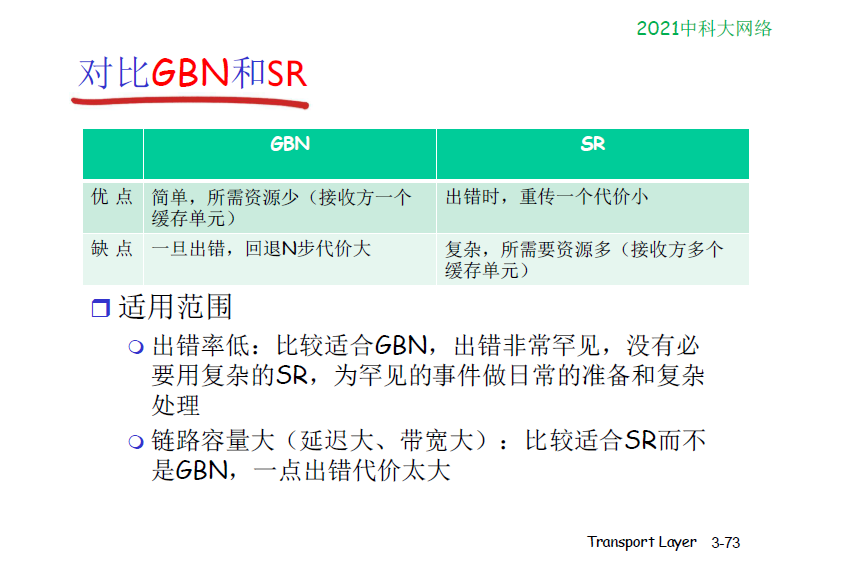 2021中科大网络
对比GBN和SR
GBN SR
优 点 简单，所需资源少（接收方一个
缓存单元） 出错时，重传一个代价小
缺 点 一旦出错，回退N步代价大 复杂，所需要资源多（接收方多个
缓存单元）
适用范围
出错率低：比较适合GBN，出错非常罕见，没有必
要用复杂的SR，为罕见的事件做日常的准备和复杂
处理
链路容量大（延迟大、带宽大）：比较适合SR而不
是GBN，一点出错代价太大
Transport Layer 3-73